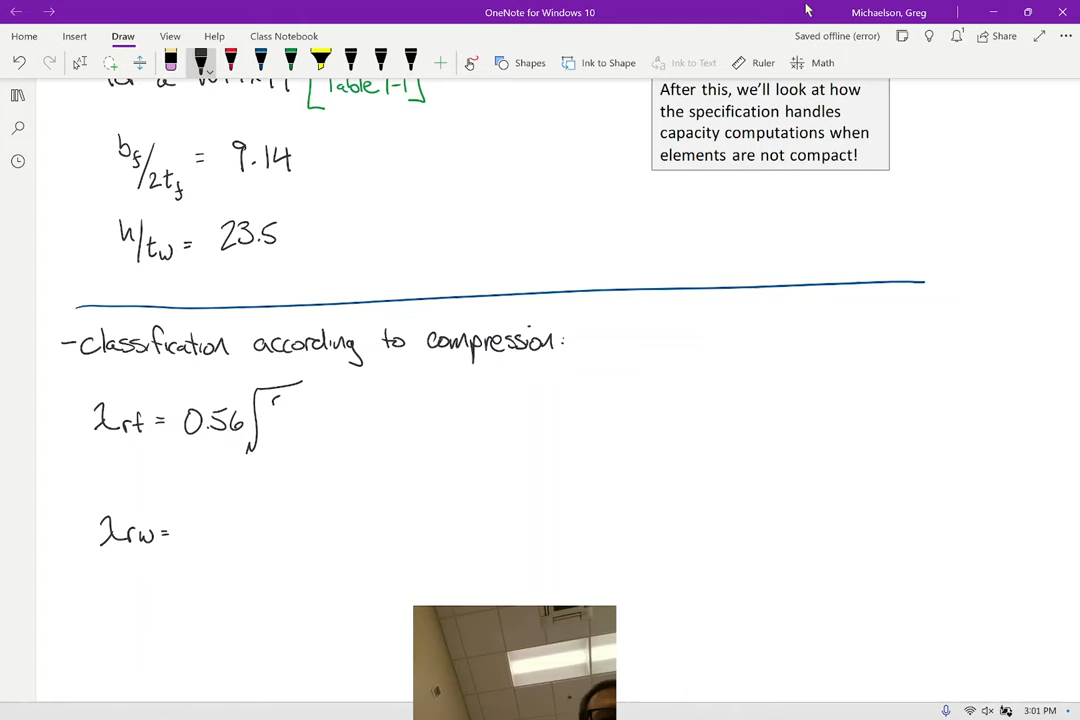 OneNote for Windows 10
Michaelson, Greg
Home Insert Draw View Help Class Notebook
Saved offline (error)
Share
Shapes
Ink to Shape
Ink to Text
Ruler
Math
for a
[Table 1-1]
After this, we'll look at how
the specification handles
capacity computations when
elements are not compact!
bf/2tf = 9.14
h/tw = 23.5
-classification according to compression:
λrf = 0.56√
λrw =
3:01 PM